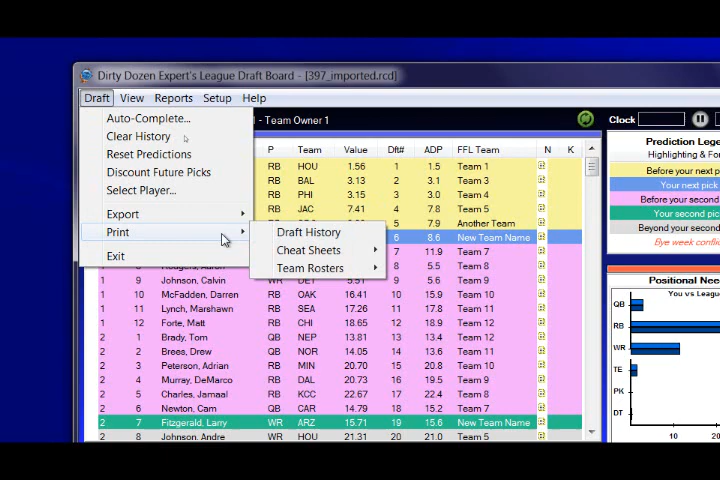 Dirty Dozen Expert's League Draft Board - [397_imported.rcd]
Draft View Reports Setup Help
- Team Owner 1 Clock
Auto-Complete...
Clear History
Reset Predictions
Discount Future Picks
Select Player...
Export
Print
Exit
Draft History
Cheat Sheets
Team Rosters
P Team Value Dft# ADP FFL Team N K
RB HOU 1.56 1 1.5 Team 1
RB BAL 3.13 2 3.1 Team 3
RB PHI 3.15 3 3.2 Team 4
RB JAC 7.41 4 7.8 Team 5
5 7.9 Another Team
6 8.6 New Team Name
7 11.9 Team 7
8 5.5 Team 8
1 9 Johnson, Calvin WR DET 5.51 9 6.1 Team 9
1 10 McFadden, Darren RB OAK 16.41 10 15.9 Team 10
1 11 Lynch, Marshawn RB SEA 17.26 11 17.8 Team 11
1 12 Forte, Matt RB CHI 18.65 12 18.9 Team 12
2 1 Brady, Tom QB NEP 13.81 13 13.4 Team 12
2 2 Brees, Drew QB NOR 14.05 14 13.6 Team 11
2 3 Peterson, Adrian RB MIN 20.70 15 20.8 Team 10
2 4 Murray, DeMarco RB DAL 20.73 16 19.5 Team 9
2 5 Charles, Jamaal RB KCC 22.67 17 22.4 Team 8
2 6 Newton, Cam QB CAR 14.79 18 15.2 Team 7
2 7 Fitzgerald, Larry WR ARZ 15.71 19 15.6 New Team Name
2 8 Johnson, Andre WR HOU 21.31 20 21.0 Team 5
Prediction Lege
Highlighting & For
Before your next p
Your next pick
Before your second
Your second pic
Beyond your second
Bye week confli
Positional Nee
You vs Leagu
QB
RB
WR
TE
PK
DT
10 20